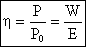 η = P/P₀ = W/E